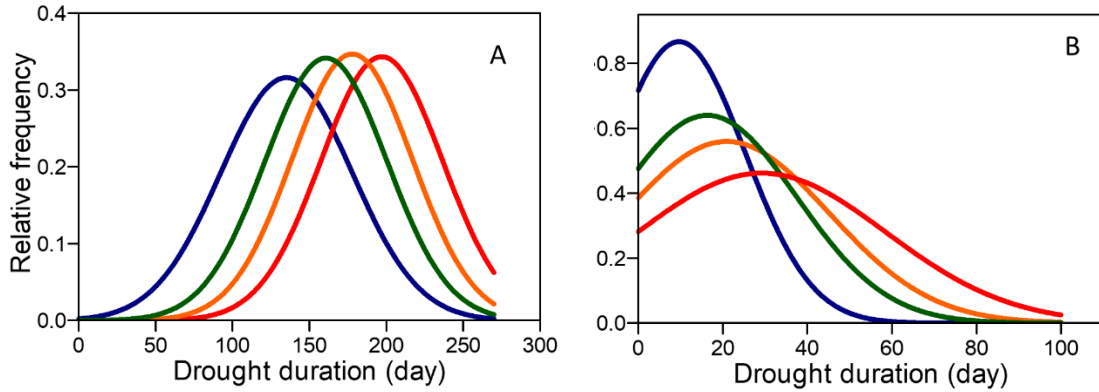 A
Relative frequency
0.4
0.3
0.2
0.1
0.0
0 50 100 150 200 250 300
Drought duration (day)
B
0.8
0.6
0.4
0.2
0.0
0 20 40 60 80 100
Drought duration (day)